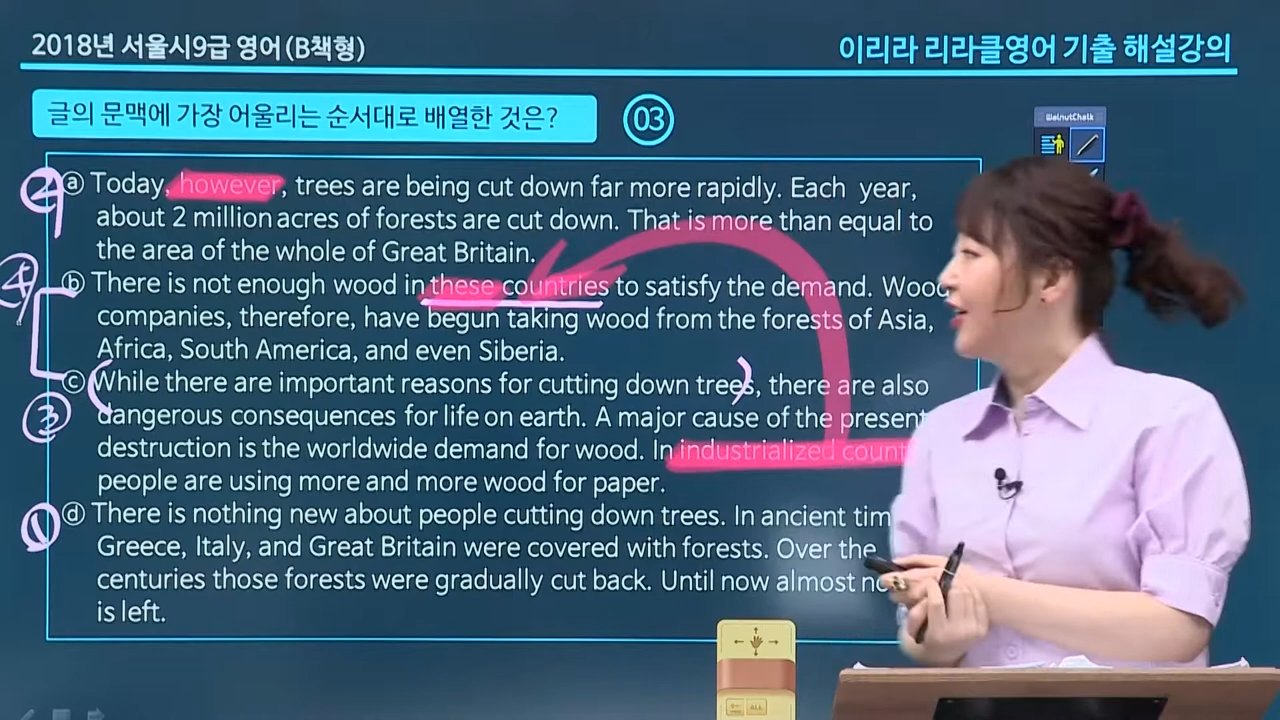 2018년 서울시9급 영어(B책형)
이리라 리라클영어 기출 해설강의
글의 문맥에 가장 어울리는 순서대로 배열한 것은?
03
WalnutChalk
② ⓐ Today, however, trees are being cut down far more rapidly. Each year,
about 2 million acres of forests are cut down. That is more than equal to
the area of the whole of Great Britain.
④ ⓑ There is not enough wood in these countries to satisfy the demand. Wood
companies, therefore, have begun taking wood from the forests of Asia,
Africa, South America, and even Siberia.
ⓒ While there are important reasons for cutting down trees, there are also
③ dangerous consequences for life on earth. A major cause of the present
destruction is the worldwide demand for wood. In industrialized
people are using more and more wood for paper.
① ⓓ There is nothing new about people cutting down trees. In ancient
Greece, Italy, and Great Britain were covered with forests. Over the
centuries those forests were gradually cut back. Until now almost
is left.
ALL